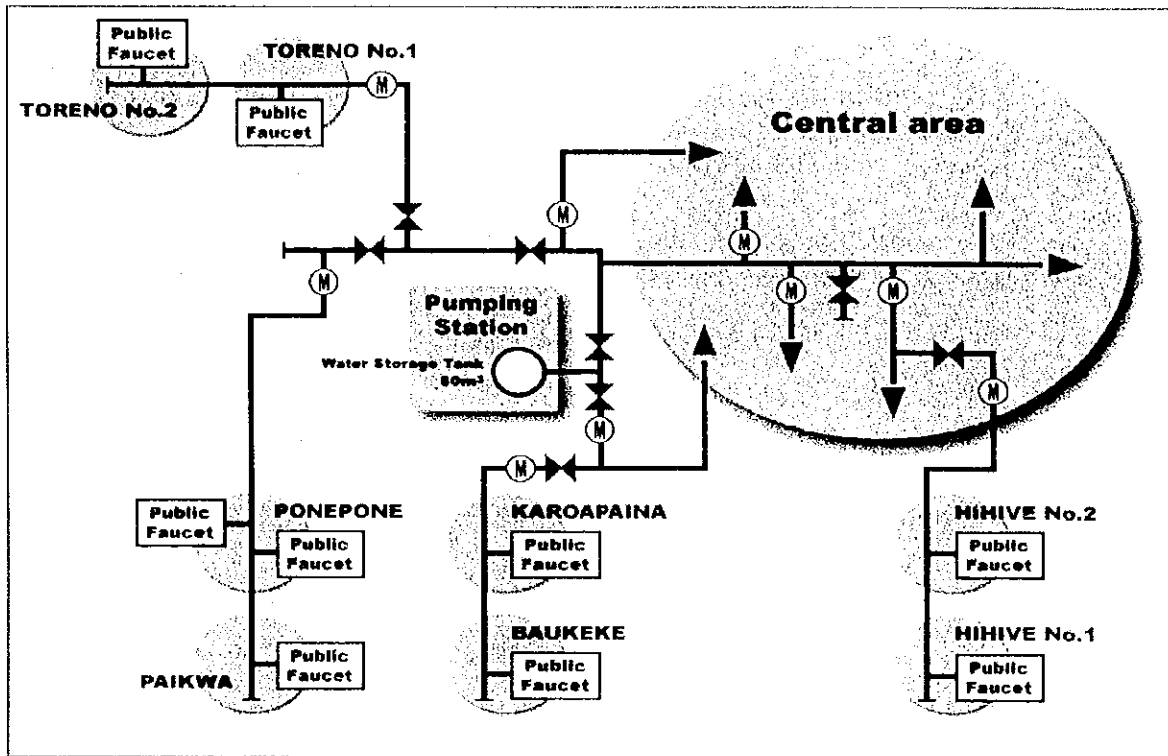 Public
Faucet
TORENO No.1
M
TORENO No.2
Public
Faucet
Central area
M
M
M
Pumping
Station
M
M
Water Storage Tank
80m³
M
M
M
Public
Faucet
PONEPONE
Public
Faucet
KAROAPAINA
Public
Faucet
HIHIVE No.2
Public
Faucet
PAIKWA
Public
Faucet
BAUKEKE
Public
Faucet
HIHIVE No.1
Public
Faucet